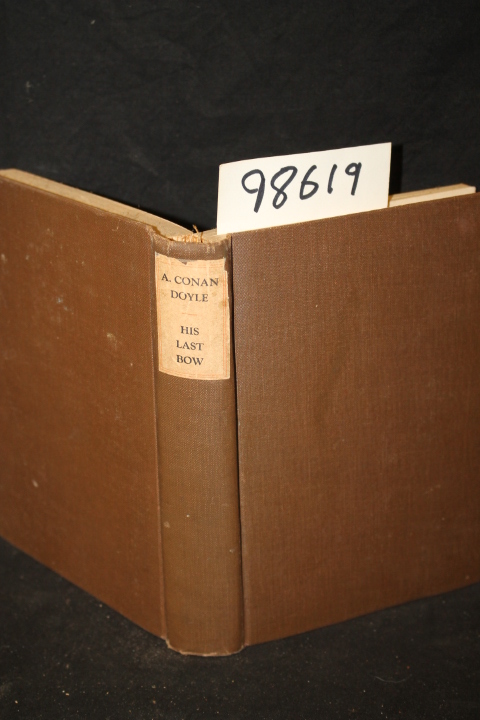 98619
A. CONAN
DOYLE
HIS
LAST
BOW